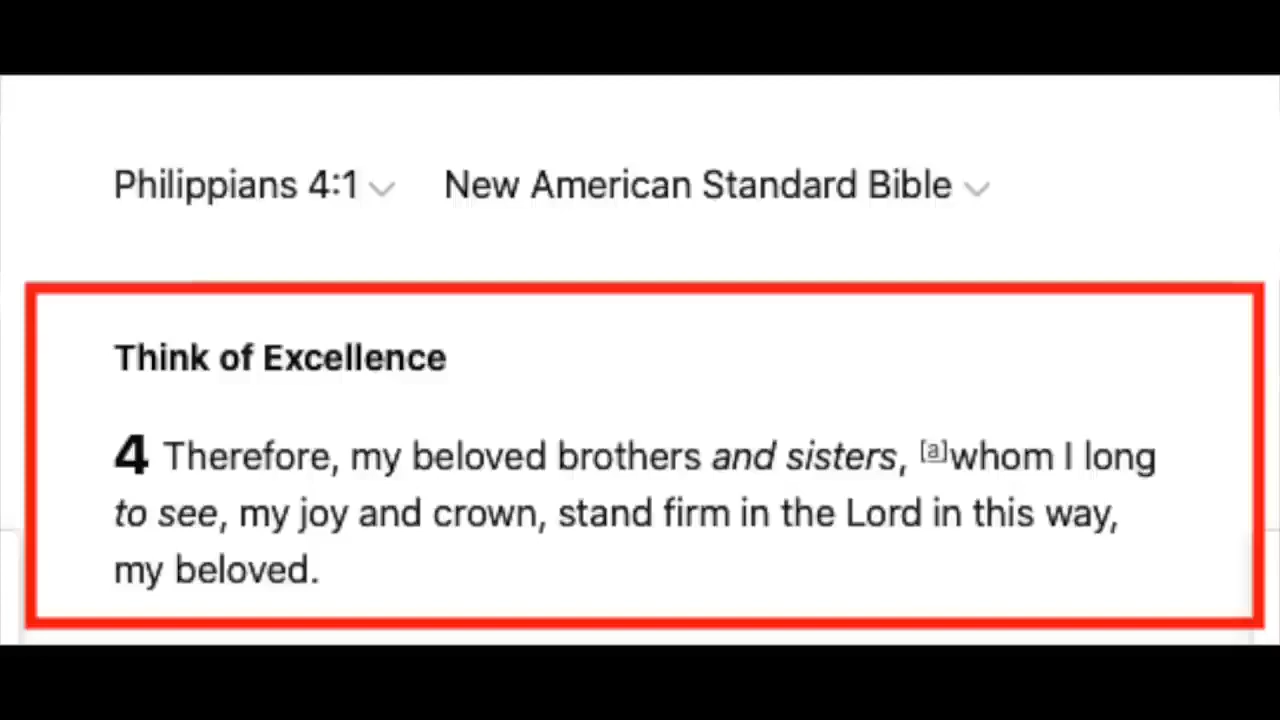 Philippians 4:1 New American Standard Bible
Think of Excellence
4 Therefore, my beloved brothers and sisters, [a]whom I long
to see, my joy and crown, stand firm in the Lord in this way,
my beloved.